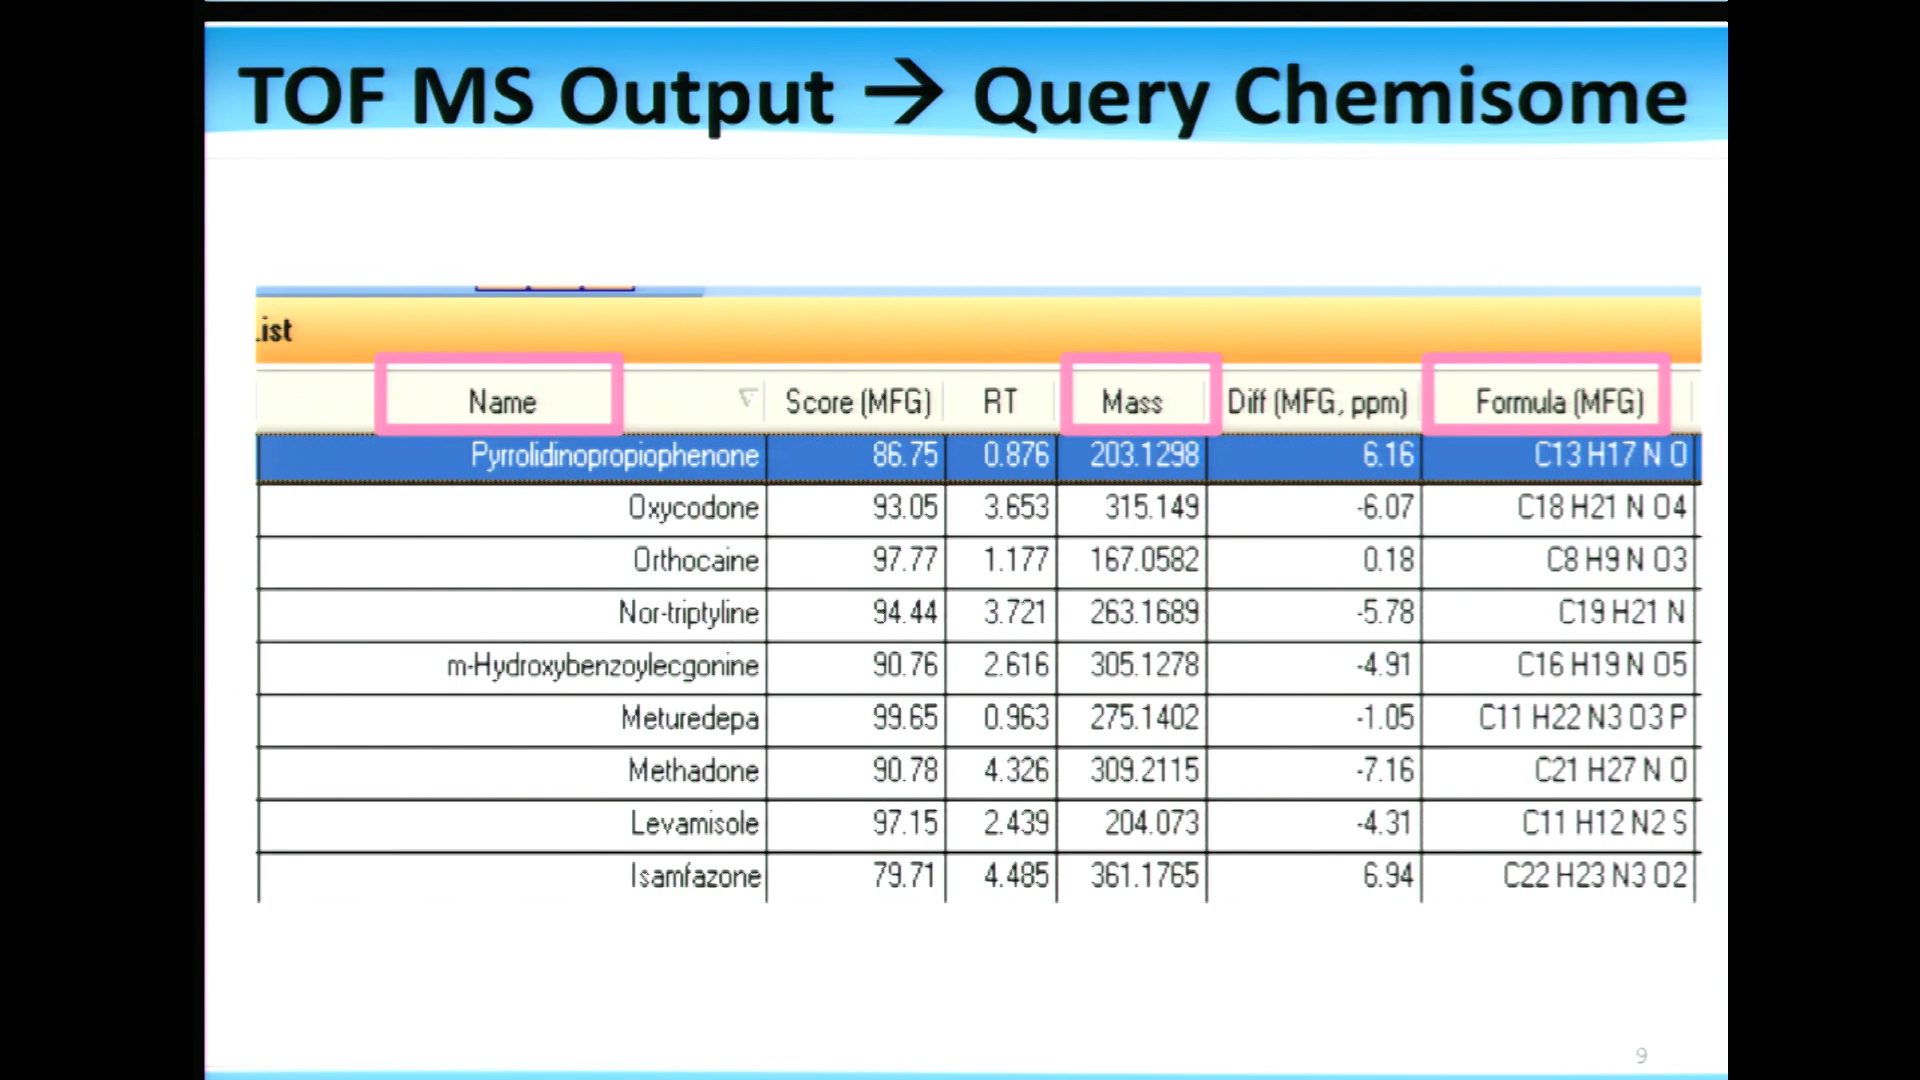 TOF MS Output → Query Chemisome
List
Name Score (MFG) RT Mass Diff (MFG, ppm) Formula (MFG)
Pyrrolidinopropiophenone 86.75 0.876 203.1298 6.16 C13 H17 N O
Oxycodone 93.05 3.653 315.149 -6.07 C18 H21 N O4
Orthocaine 97.77 1.177 167.0582 0.18 C8 H9 N O3
Nor-triptyline 94.44 3.721 263.1689 -5.78 C19 H21 N
m-Hydroxybenzoylecgonine 90.76 2.616 305.1278 -4.91 C16 H19 N O5
Meturedepa 99.65 0.963 275.1402 -1.05 C11 H22 N3 O3 P
Methadone 90.78 4.326 309.2115 -7.16 C21 H27 N O
Levamisole 97.15 2.439 204.073 -4.31 C11 H12 N2 S
Isamfazone 79.71 4.485 361.1765 6.94 C22 H23 N3 O2
9